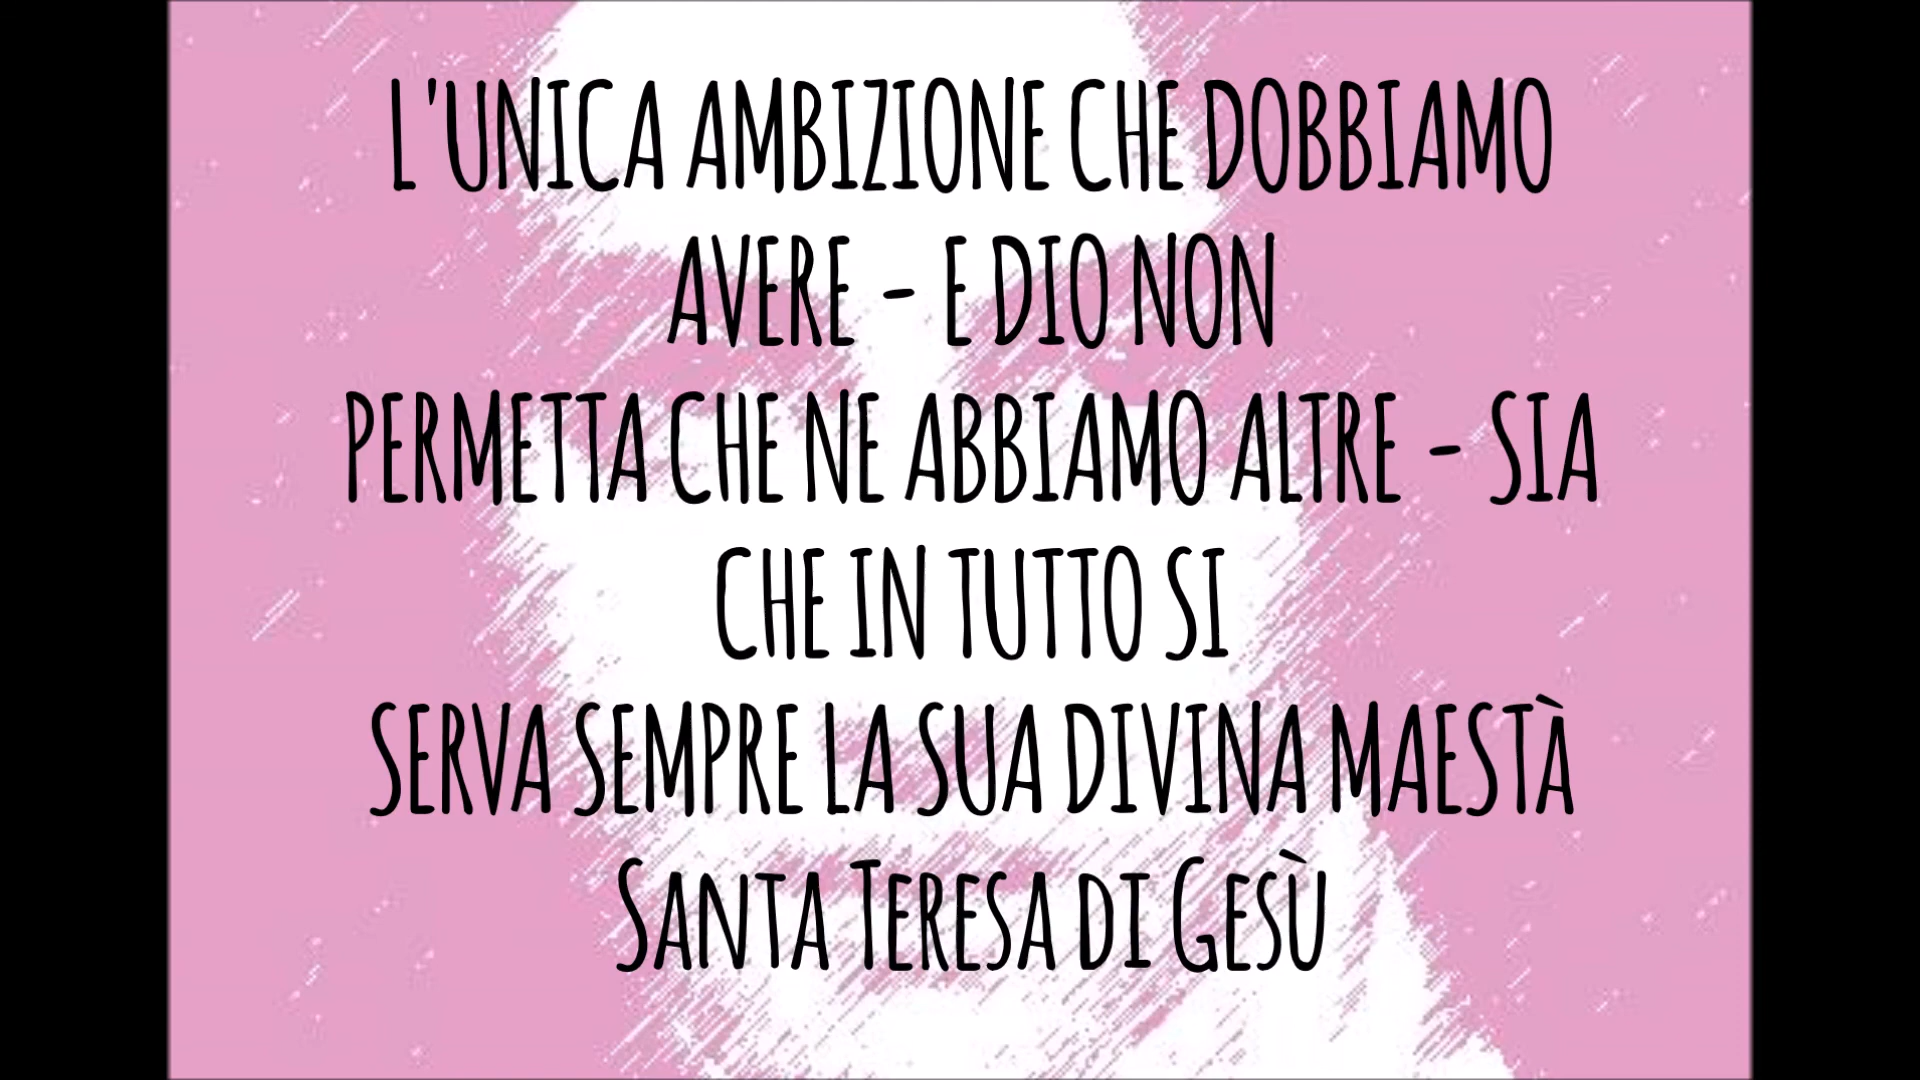 L'UNICA AMBIZIONE CHE DOBBIAMO
AVERE - E DIO NON
PERMETTA CHE NE ABBIAMO ALTRE - SIA
CHE IN TUTTO SI
SERVA SEMPRE LA SUA DIVINA MAESTÀ
SANTA TERESA DI GESÙ